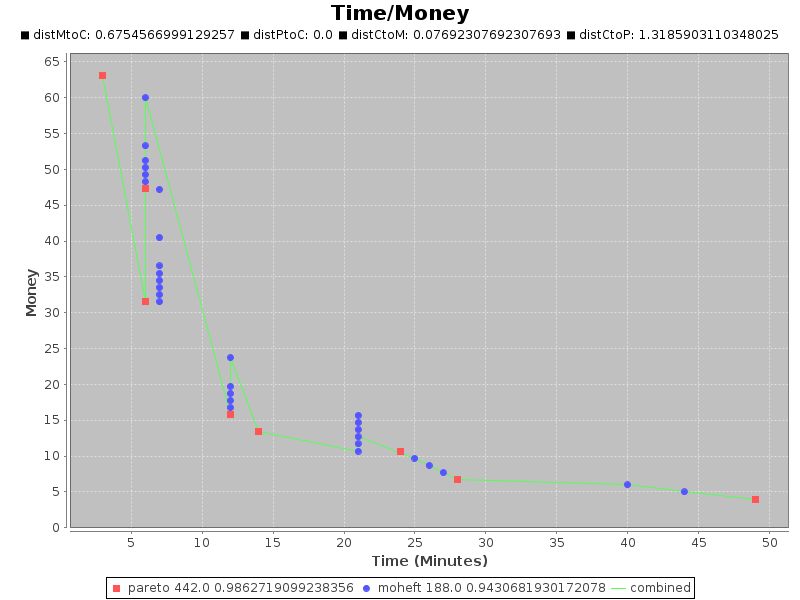 Time/Money
distMtoC: 0.6754566999129257 distPtoC: 0.0 distCtoM: 0.07692307692307693 distCtoP: 1.3185903110348025
65
60
55
50
45
40
35
30
25
20
15
10
5
0
Money
5 10 15 20 25 30 35 40 45 50
Time (Minutes)
pareto 442.0 0.9862719099238356 moheft 188.0 0.9430681930172078 combined